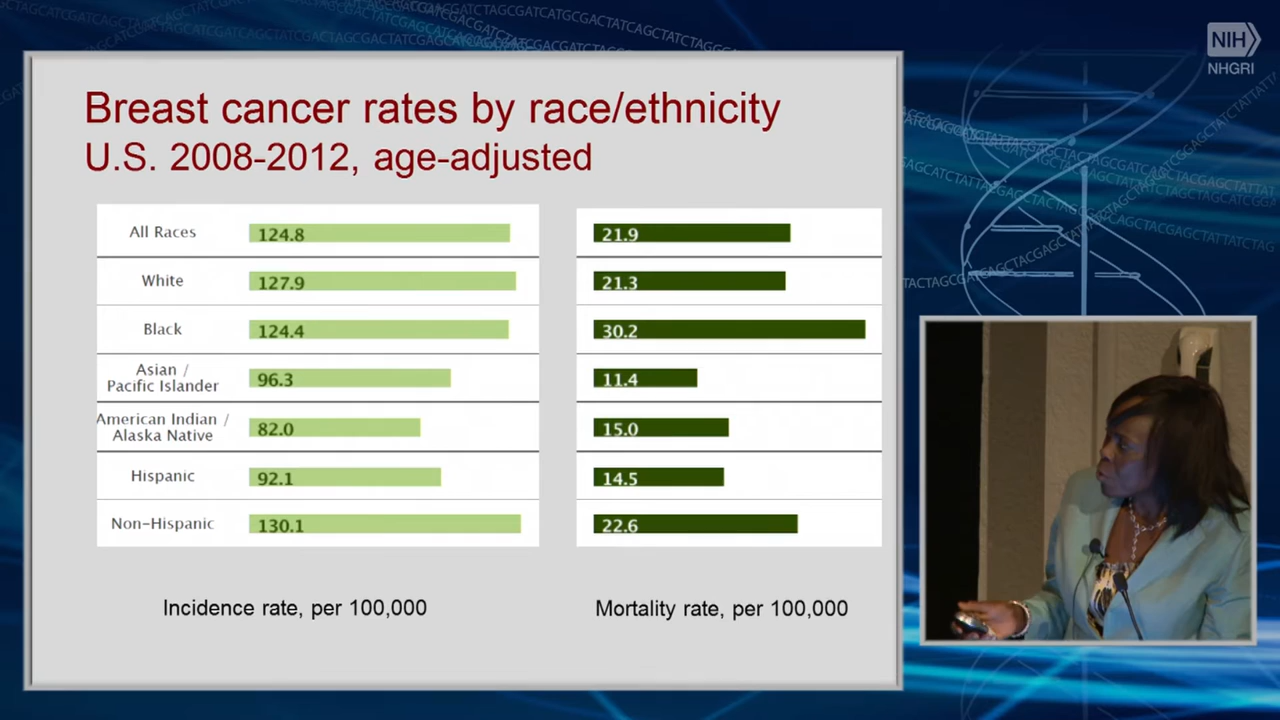 NIH
NHGRI
Breast cancer rates by race/ethnicity
U.S. 2008-2012, age-adjusted
All Races 124.8 21.9
White 127.9 21.3
Black 124.4 30.2
Asian /
Pacific Islander 96.3 11.4
American Indian /
Alaska Native 82.0 15.0
Hispanic 92.1 14.5
Non-Hispanic 130.1 22.6
Incidence rate, per 100,000 Mortality rate, per 100,000